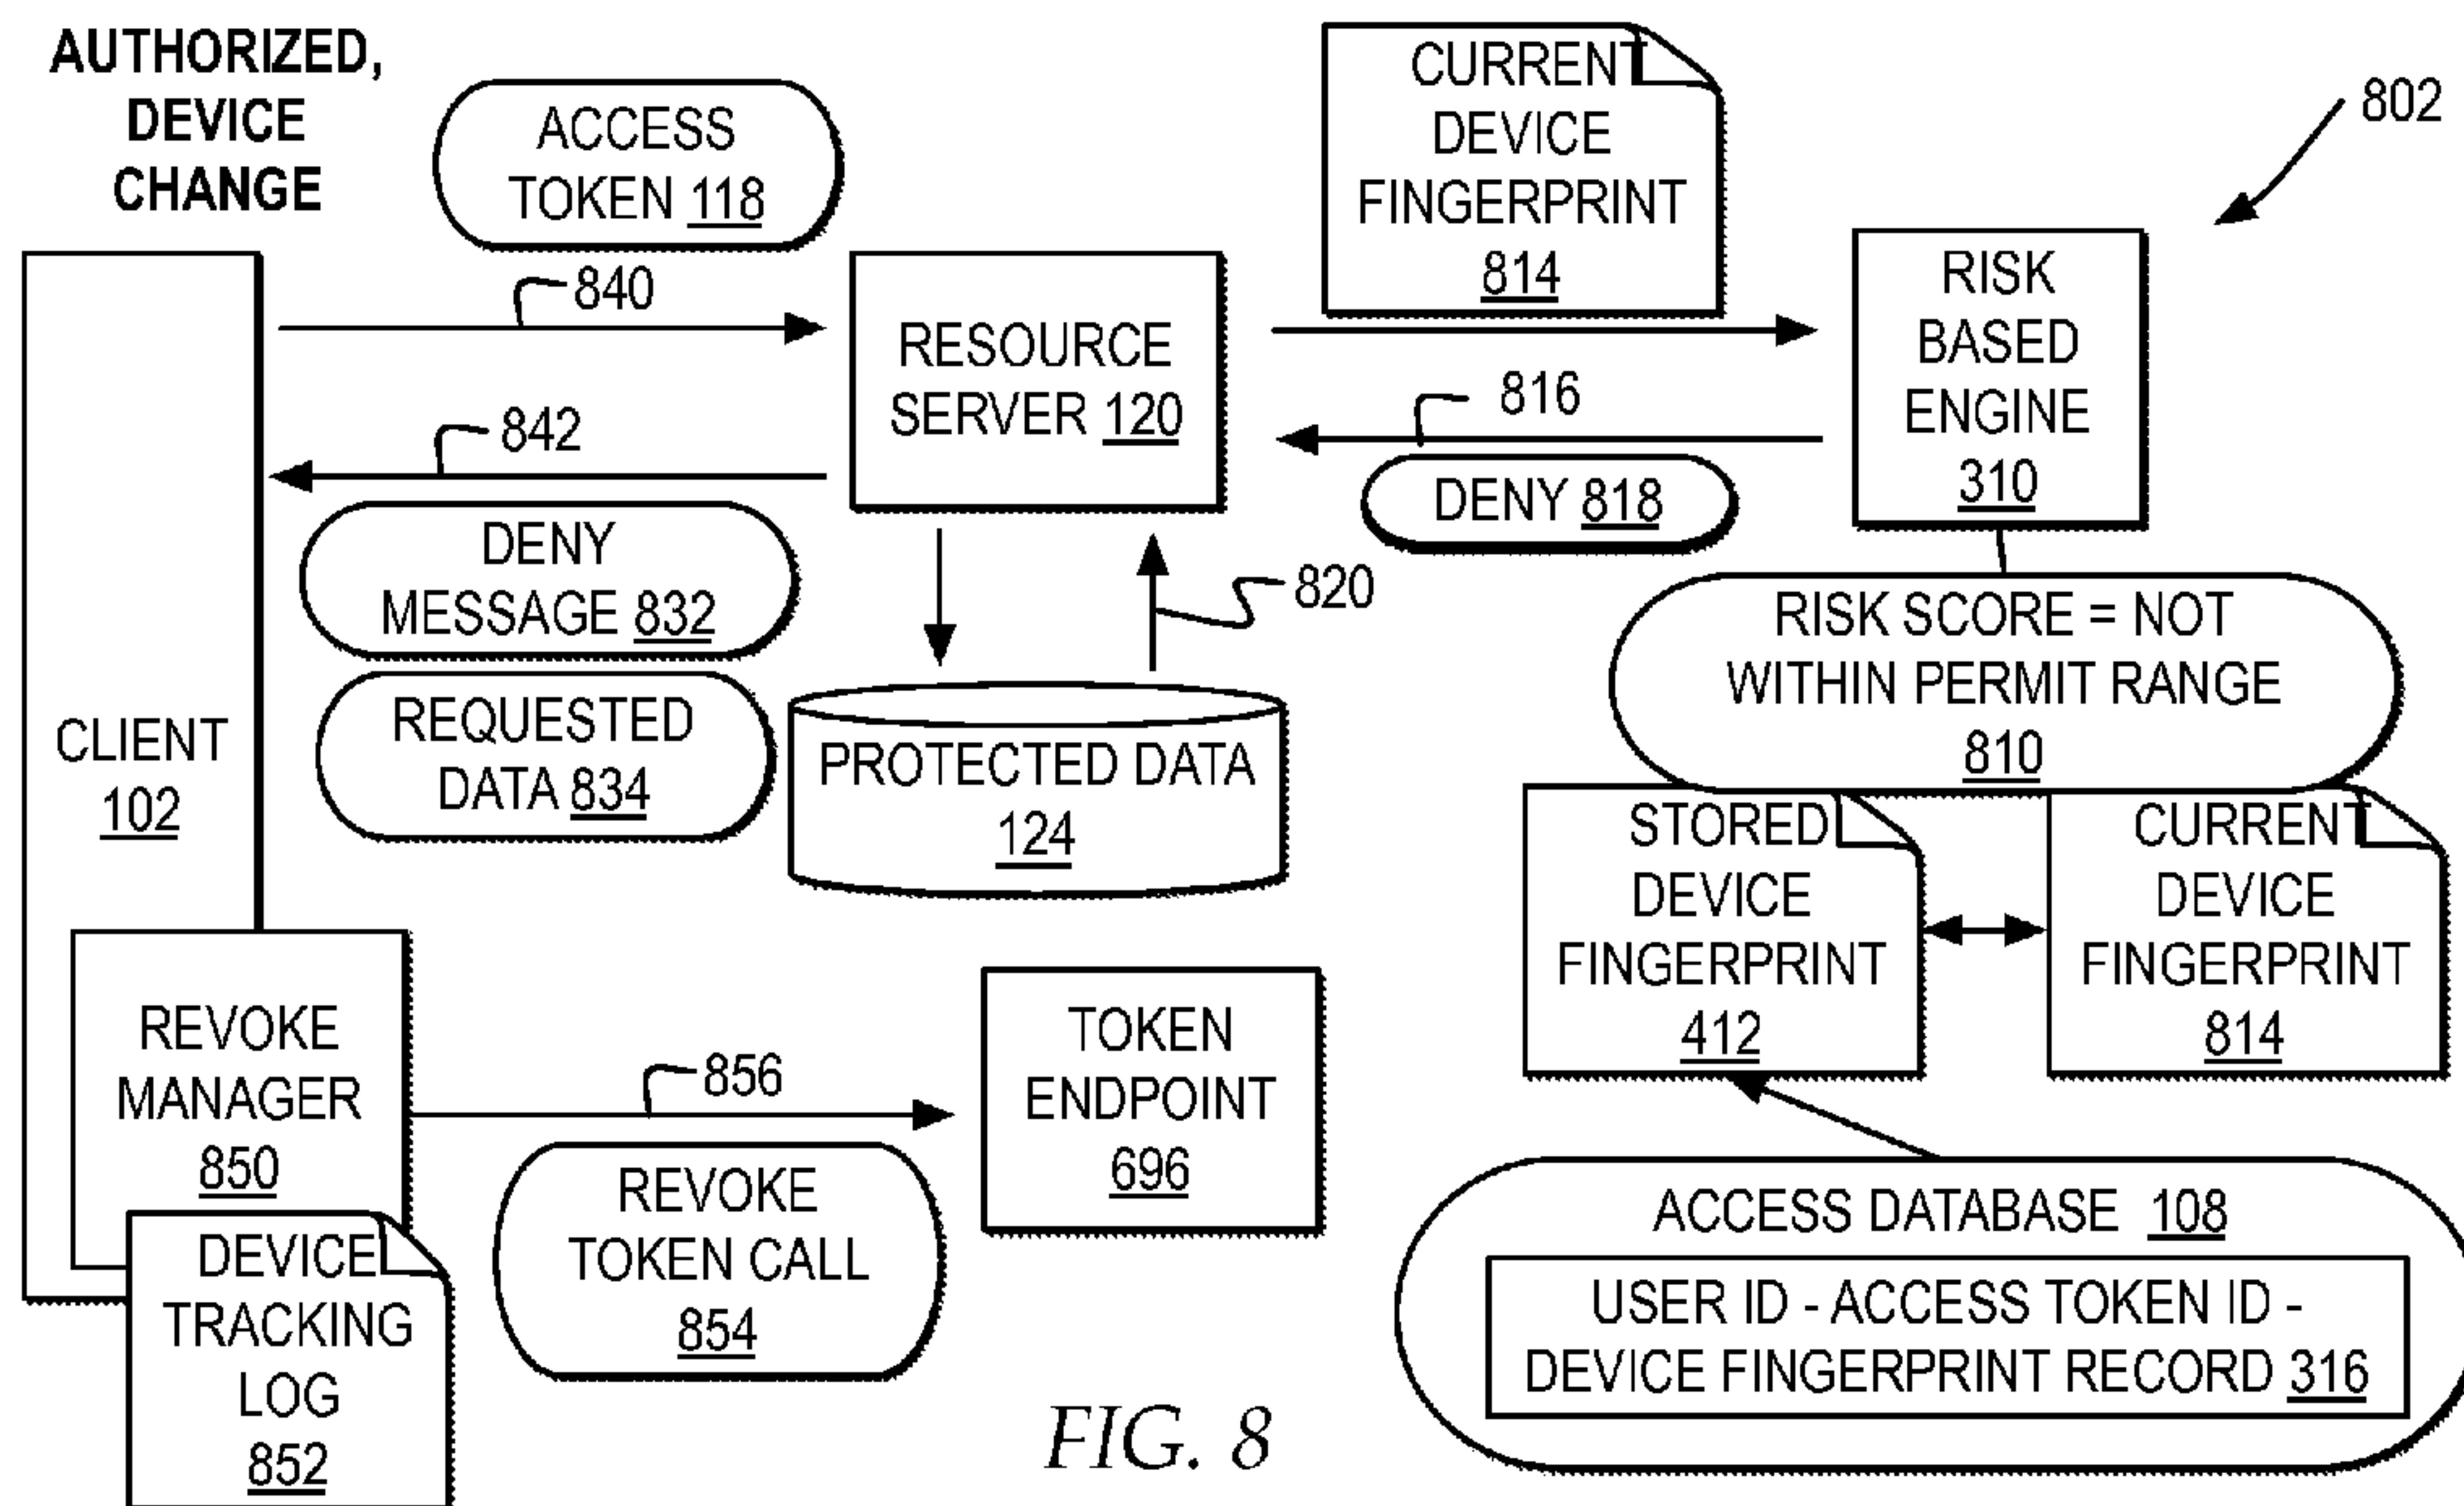 AUTHORIZED,
DEVICE
CHANGE
ACCESS
TOKEN 118
840
842
DENY
MESSAGE 832
REQUESTED
DATA 834
CLIENT
102
RESOURCE
SERVER 120
820
PROTECTED DATA
124
CURRENT
DEVICE
FINGERPRINT
814
816
DENY 818
802
RISK
BASED
ENGINE
310
RISK SCORE = NOT
WITHIN PERMIT RANGE
810
STORED
DEVICE
FINGERPRINT
412
CURRENT
DEVICE
FINGERPRINT
814
REVOKE
MANAGER
850
DEVICE
TRACKING
LOG
852
856
REVOKE
TOKEN CALL
854
TOKEN
ENDPOINT
696
ACCESS DATABASE 108
USER ID - ACCESS TOKEN ID -
DEVICE FINGERPRINT RECORD 316
FIG. 8